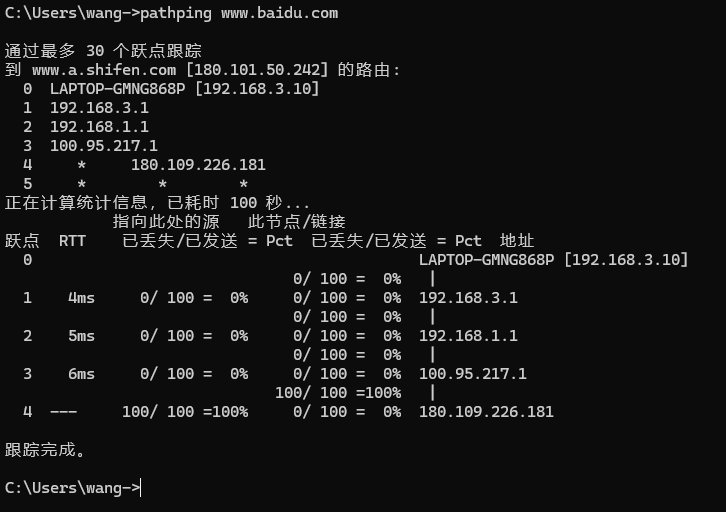 C:\Users\wang->pathping www.baidu.com
通过最多 30 个跃点跟踪
到 www.a.shifen.com [180.101.50.242] 的路由:
  0  LAPTOP-GMNG868P [192.168.3.10]
  1  192.168.3.1
  2  192.168.1.1
  3  100.95.217.1
  4     *     180.109.226.181
  5     *        *        *
正在计算统计信息，已耗时 100 秒...
            指向此处的源   此节点/链接
跃点  RTT    已丢失/已发送 = Pct  已丢失/已发送 = Pct  地址
  0                                           LAPTOP-GMNG868P [192.168.3.10]
                                0/ 100 =  0%   |
  1    4ms     0/ 100 =  0%     0/ 100 =  0%  192.168.3.1
                                0/ 100 =  0%   |
  2    5ms     0/ 100 =  0%     0/ 100 =  0%  192.168.1.1
                                0/ 100 =  0%   |
  3    6ms     0/ 100 =  0%     0/ 100 =  0%  100.95.217.1
                              100/ 100 =100%   |
  4  ---     100/ 100 =100%     0/ 100 =  0%  180.109.226.181
跟踪完成。
C:\Users\wang->